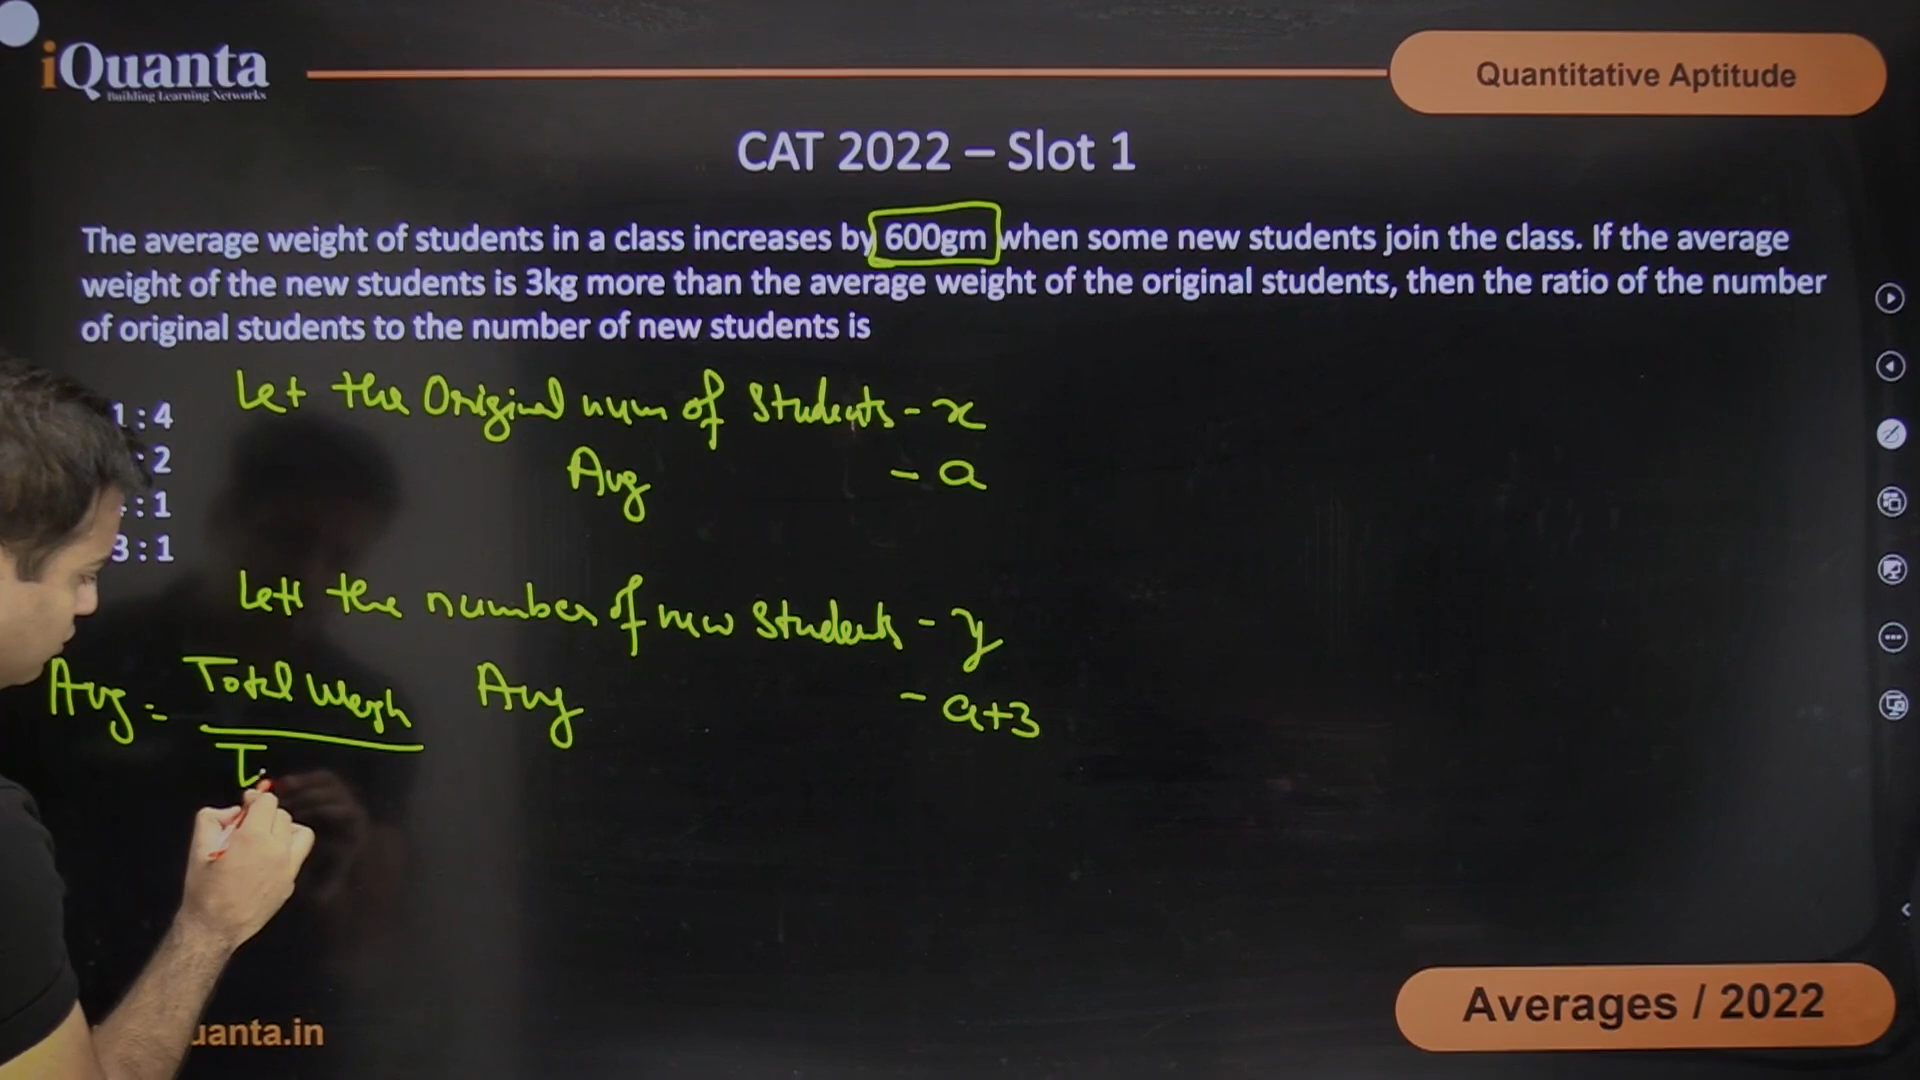 iQuanta
Building Learning Networks
Quantitative Aptitude
CAT 2022 – Slot 1
The average weight of students in a class increases by 600gm when some new students join the class. If the average
weight of the new students is 3kg more than the average weight of the original students, then the ratio of the number
of original students to the number of new students is
1 : 4
: 2
: 1
3 : 1
Let the Original num of Students - x
Avg - a
Let the number of new Students - y
Avg - a+3
Avg = Total Weigh
T
uanta.in
Averages / 2022